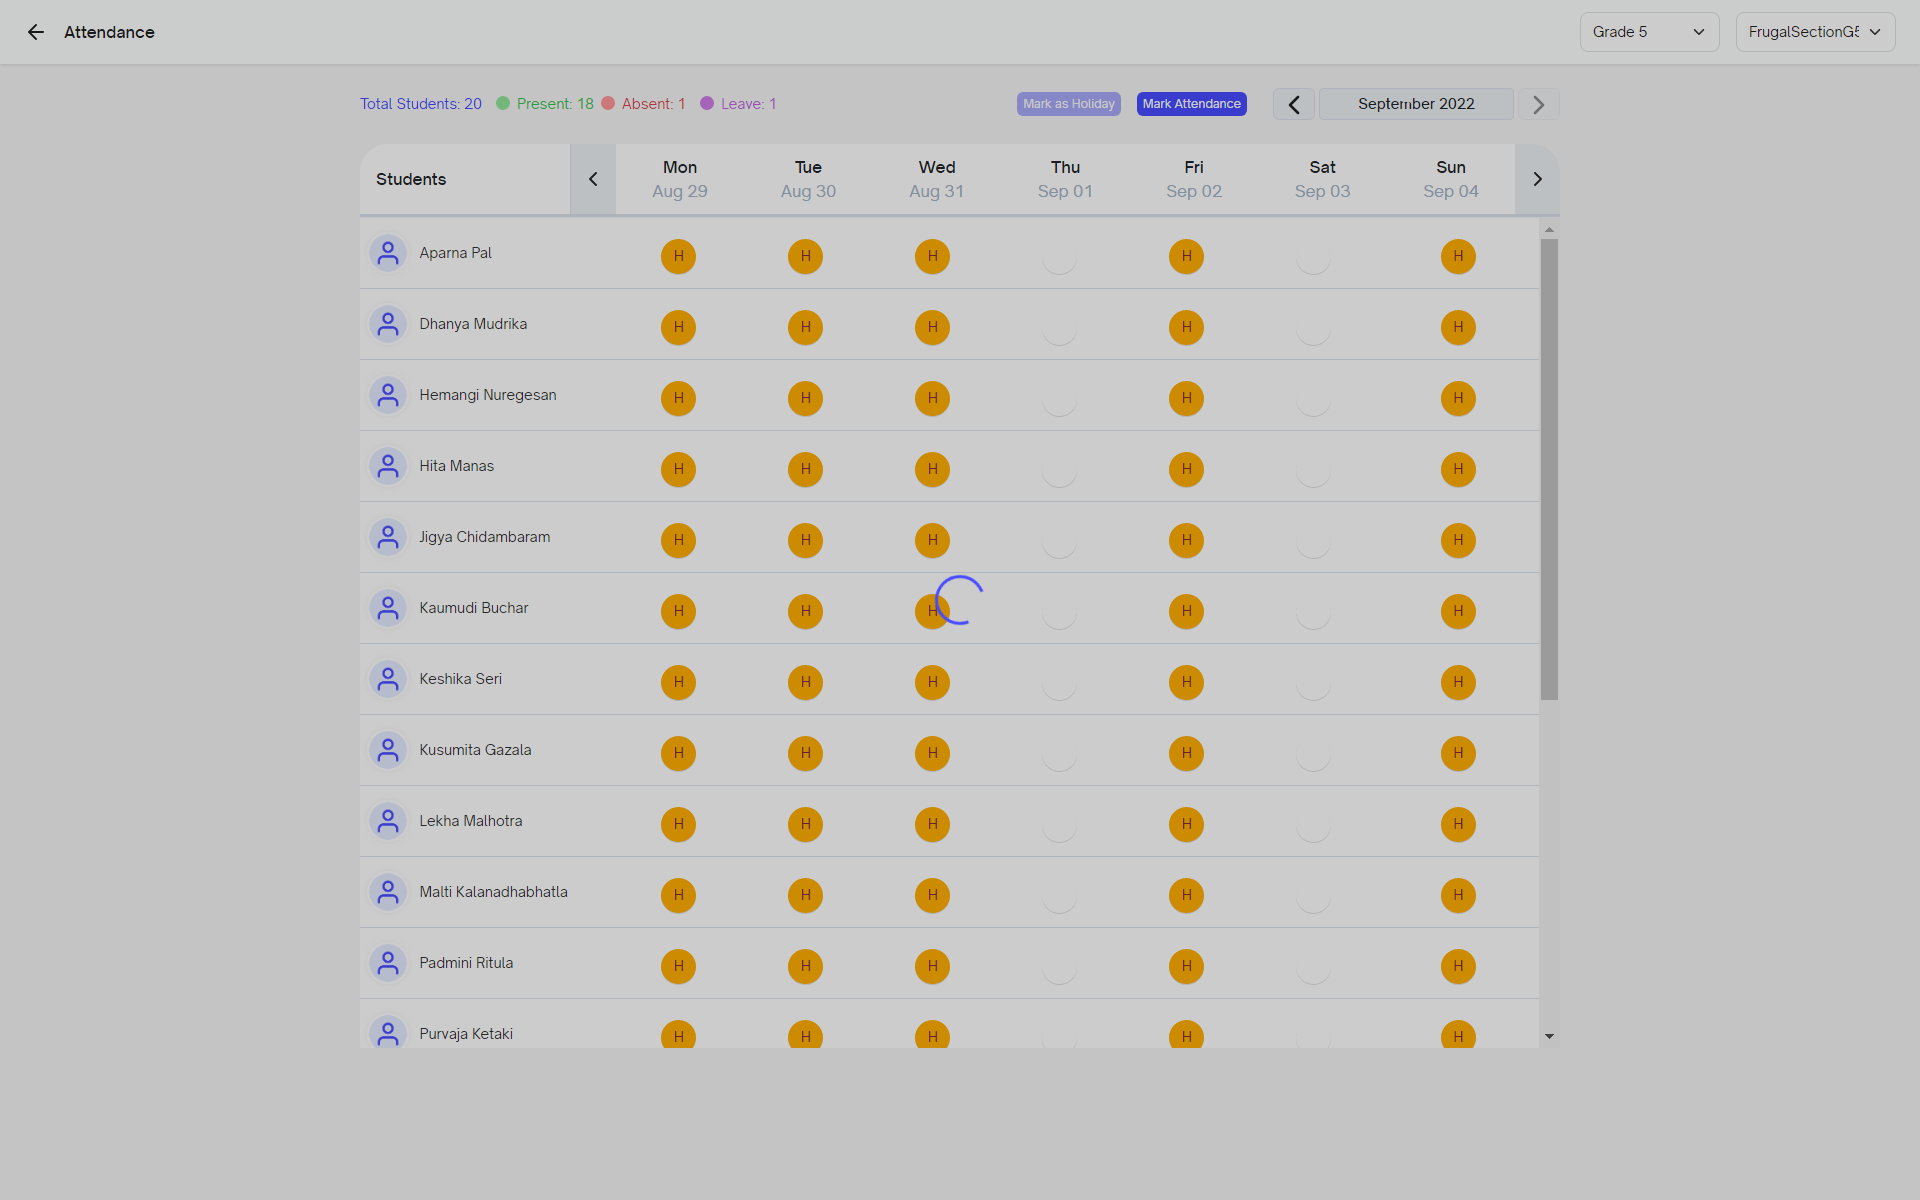 Attendance
Grade 5
FrugalSectionG5
Total Students: 20 Present: 18 Absent: 1 Leave: 1
Mark as Holiday
Mark Attendance
September 2022
Students Mon Tue Wed Thu Fri Sat Sun
Aug 29 Aug 30 Aug 31 Sep 01 Sep 02 Sep 03 Sep 04
Aparna Pal H H H H H
Dhanya Mudrika H H H H H
Hemangi Nuregesan H H H H H
Hita Manas H H H H H
Jigya Chidambaram H H H H H
Kaumudi Buchar H H H H H
Keshika Seri H H H H H
Kusumita Gazala H H H H H
Lekha Malhotra H H H H H
Malti Kalanadhabhatla H H H H H
Padmini Ritula H H H H H
Purvaja Ketaki H H H H H